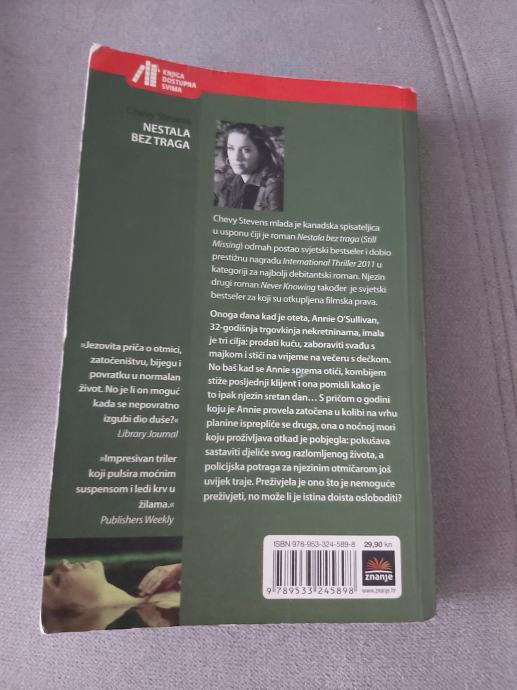 KNJIGA
DOSTUPNA
SVIMA
Chevy Stevens
NESTALA
BEZ TRAGA
Chevy Stevens mlada je kanadska spisateljica
u usponu čiji je roman Nestala bez traga (Still
Missing) odmah postao svjetski bestseler i dobio
prestižnu nagradu International Thriller 2011 u
kategoriji za najbolji debitantski roman. Njezin
drugi roman Never Knowing također je svjetski
bestseler za koji su otkupljena filmska prava.
Onoga dana kad je oteta, Annie O'Sullivan,
32-godišnja trgovkinja nekretninama, imala
je tri cilja: prodati kuću, zaboraviti svađu s
majkom i stići na vrijeme na večeru s dečkom.
No baš kad se Annie sprema otići, kombijem
stiže posljednji klijent i ona pomisli kako je
to ipak njezin sretan dan... S pričom o godini
koju je Annie provela zatočena u kolibi na vrhu
planine isprepliće se druga, ona o noćnoj mori
koju proživljava otkad je pobjegla: pokušava
sastaviti djeliće svog razlomljenog života, a
policijska potraga za njezinim otmičarom još
uvijek traje. Preživjela je ono što je nemoguće
preživjeti, no može li je istina doista osloboditi?
»Jezovita priča o otmici,
zatočeništvu, bijegu i
povratku u normalan
život. No je li on moguć
kada se nepovratno
izgubi dio duše?«
Library Journal
»Impresivan triler
koji pulsira moćnim
suspensom i ledi krv u
žilama.«
Publishers Weekly
ISBN 978-953-324-589-8
29,90 kn
9 789533 245898
znanje
www.znanje.hr